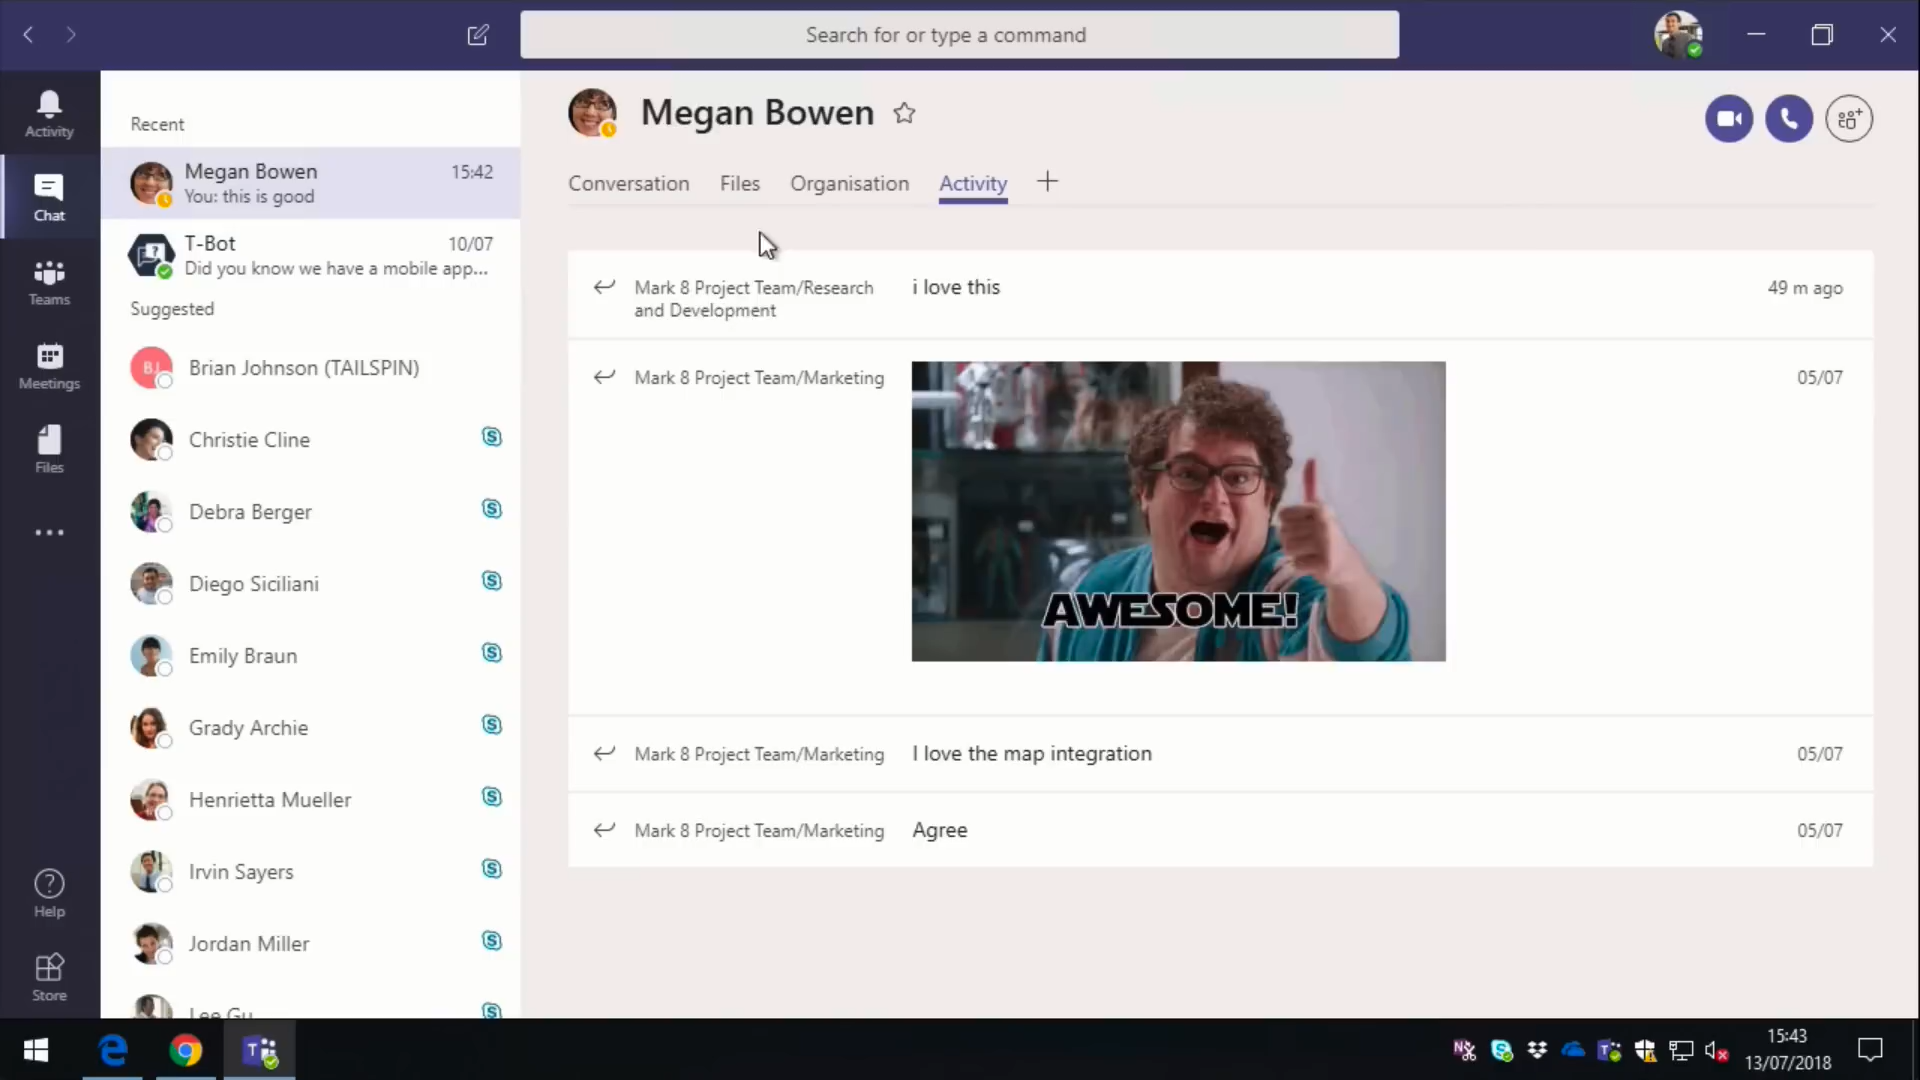 Search for or type a command
Activity
Chat
Teams
Meetings
Files
Help
Store
Recent
Megan Bowen 15:42
You: this is good
T-Bot 10/07
Did you know we have a mobile app...
Suggested
BJ
Brian Johnson (TAILSPIN)
Christie Cline
Debra Berger
Diego Siciliani
Emily Braun
Grady Archie
Henrietta Mueller
Irvin Sayers
Jordan Miller
Lee Gu
Megan Bowen
Conversation Files Organisation Activity
Mark 8 Project Team/Research i love this 49 m ago
and Development
Mark 8 Project Team/Marketing 05/07
AWESOME!
Mark 8 Project Team/Marketing I love the map integration 05/07
Mark 8 Project Team/Marketing Agree 05/07
15:43
13/07/2018